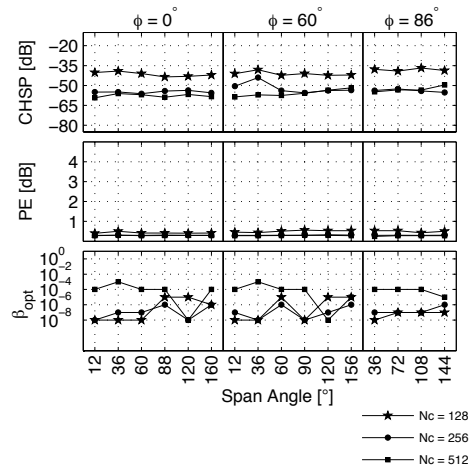 ϕ = 0°
ϕ = 60°
ϕ = 86°
CHSP [dB]
−20
−35
−50
−65
−80
PE [dB]
4
3
2
1
β_opt
10^0
10^−2
10^−4
10^−6
10^−8
12 36 60 88 120 160
12 36 60 90 120 156
36 72 108 144
Span Angle [°]
Nc = 128
Nc = 256
Nc = 512